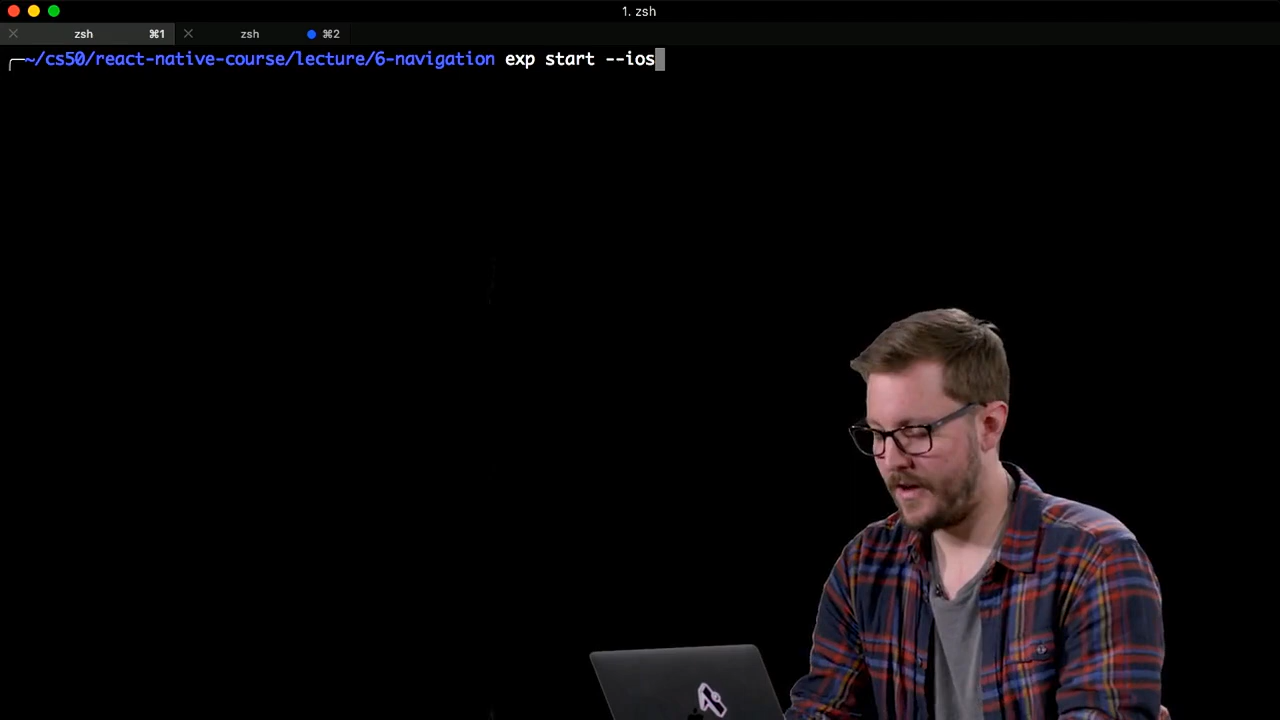 1. zsh
zsh ⌘1 zsh ⌘2
~/cs50/react-native-course/lecture/6-navigation exp start --ios